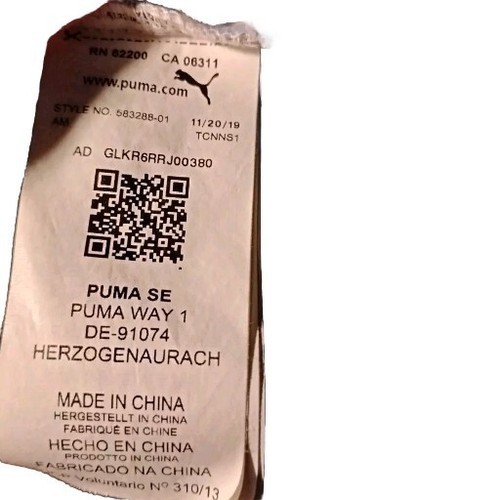 RN 62200 CA 06311
www.puma.com
STYLE NO. 583288-01 11/20/19
AM TCNNS1
AD GLKR6RRJ00380
PUMA SE
PUMA WAY 1
DE-91074
HERZOGENAURACH
MADE IN CHINA
HERGESTELLT IN CHINA
FABRIQUÉ EN CHINE
HECHO EN CHINA
PRODOTTO IN CHINA
FABRICADO NA CHINA
Voluntario Nº 310/13